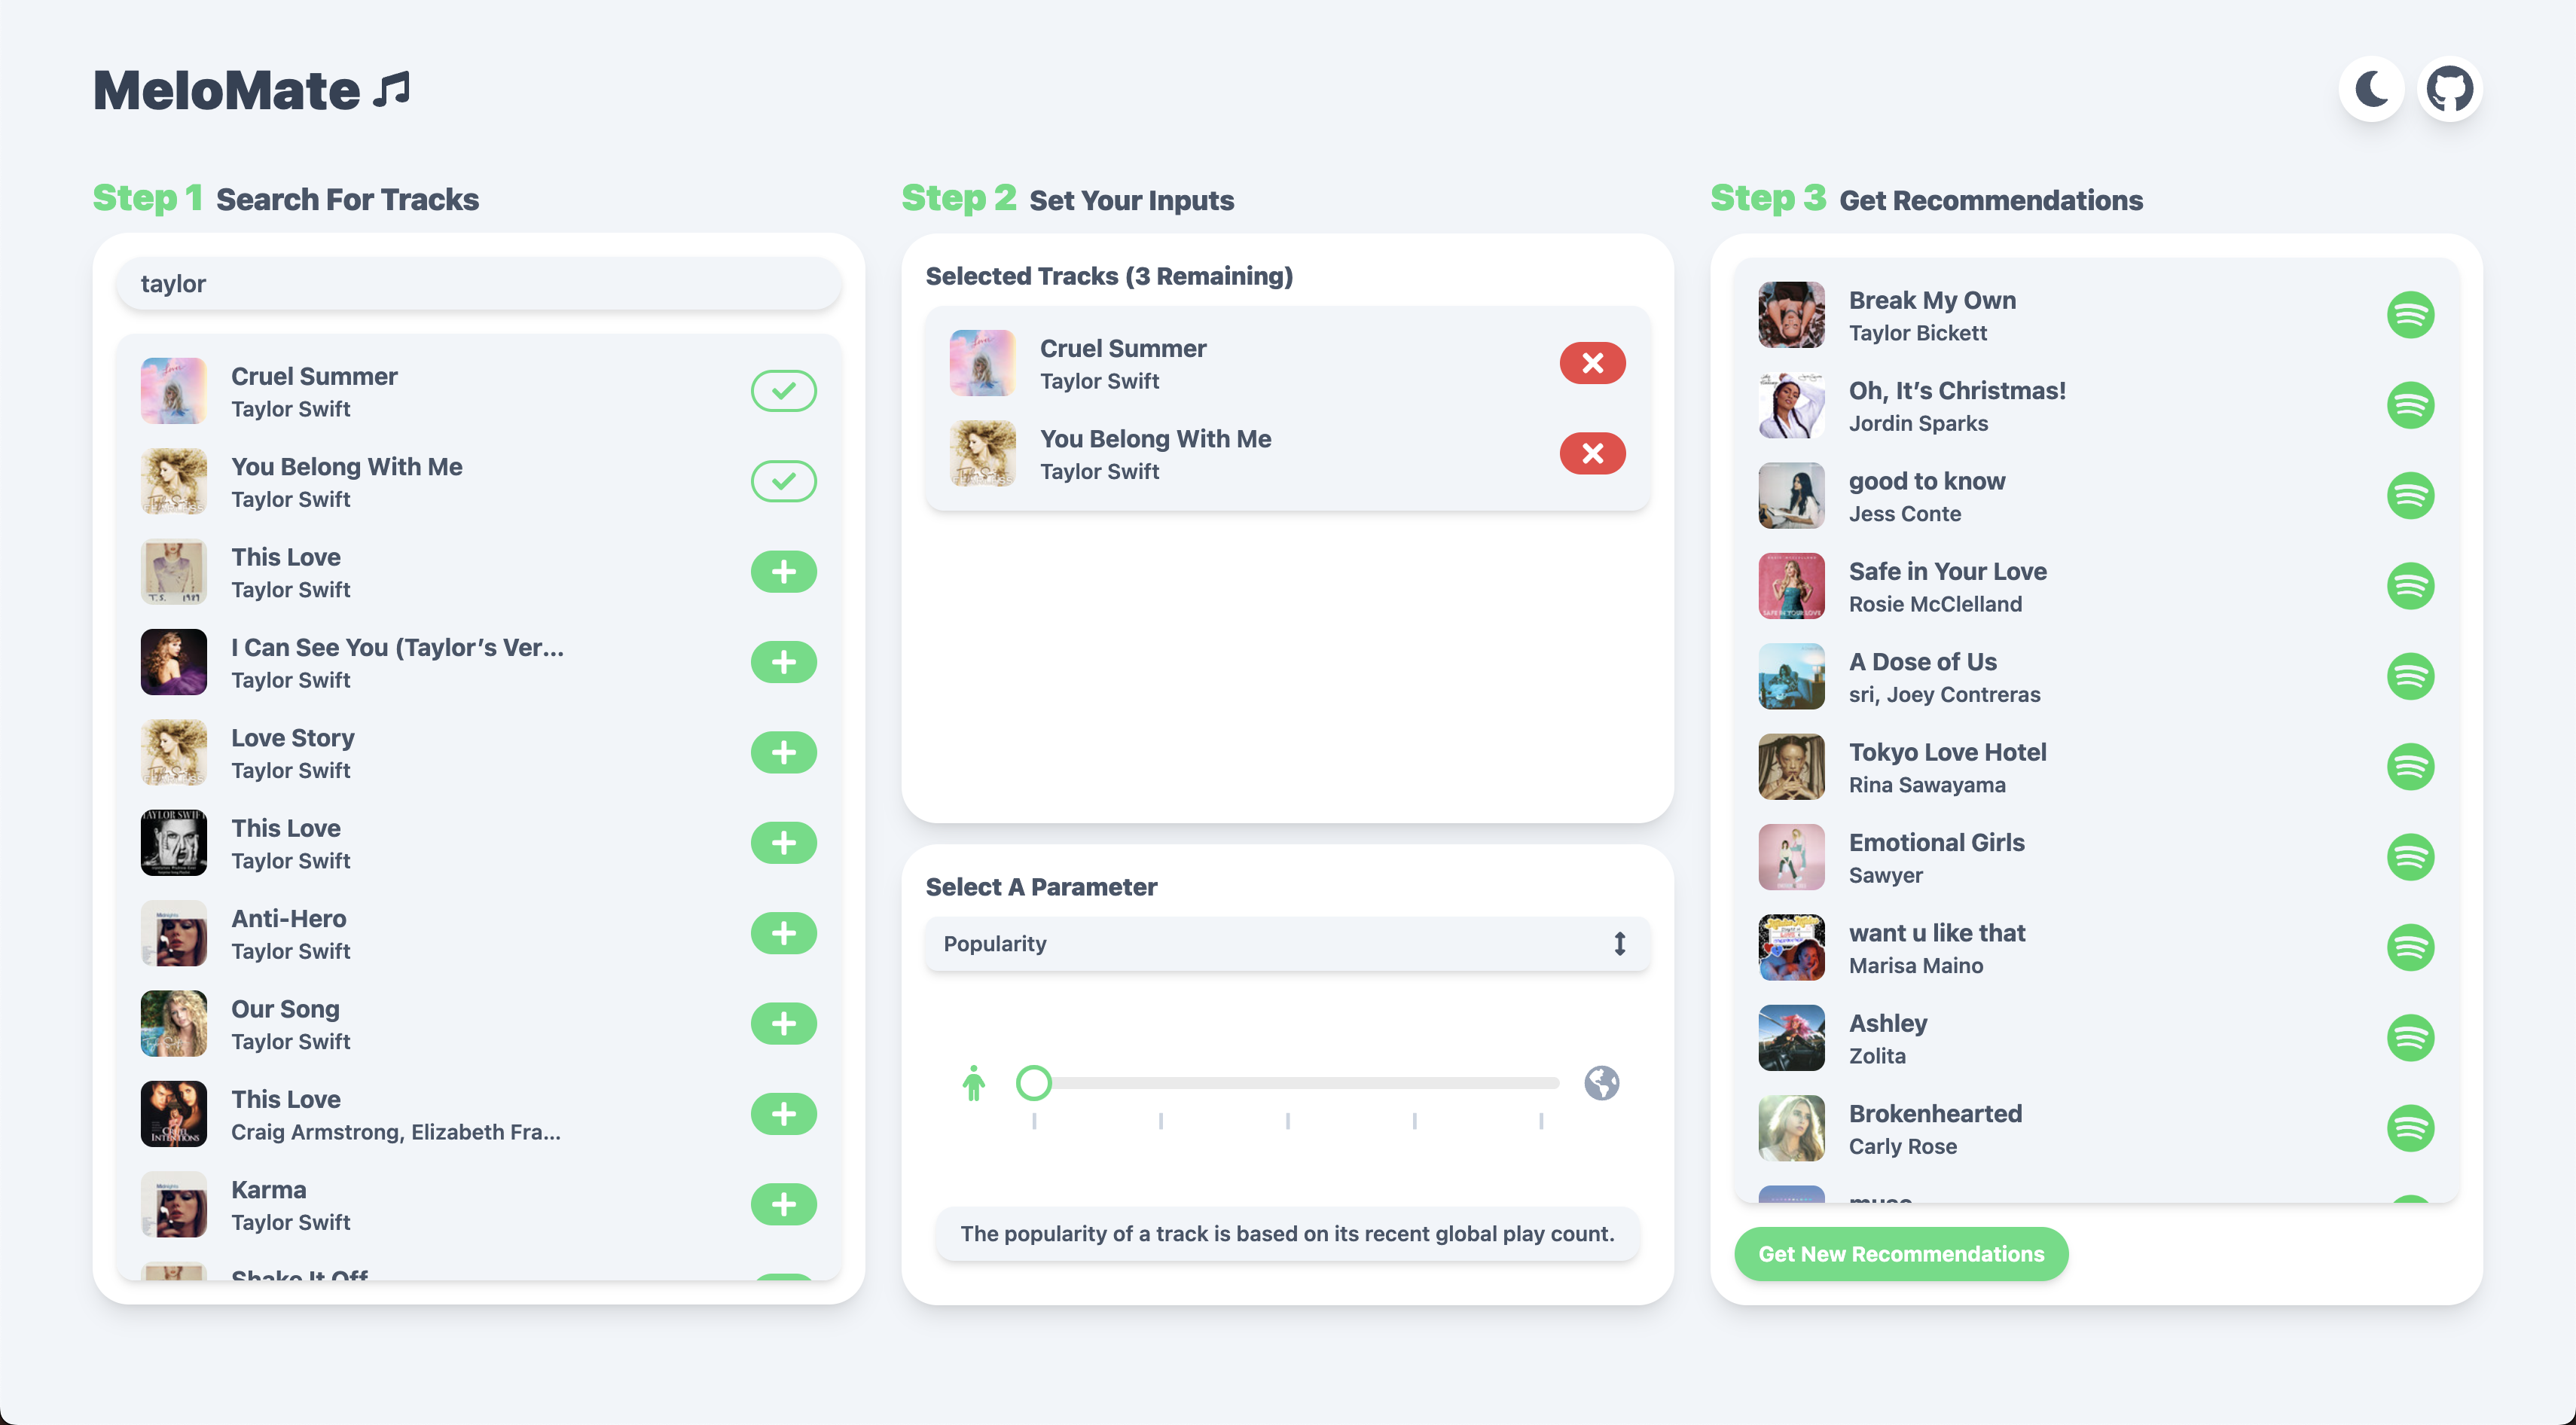 MeloMate
Step 1 Search For Tracks
taylor
Cruel Summer
Taylor Swift
You Belong With Me
Taylor Swift
This Love
Taylor Swift
I Can See You (Taylor’s Ver...
Taylor Swift
Love Story
Taylor Swift
This Love
Taylor Swift
Anti-Hero
Taylor Swift
Our Song
Taylor Swift
This Love
Craig Armstrong, Elizabeth Fra...
Karma
Taylor Swift
Shake It Off
Step 2 Set Your Inputs
Selected Tracks (3 Remaining)
Cruel Summer
Taylor Swift
You Belong With Me
Taylor Swift
Select A Parameter
Popularity
The popularity of a track is based on its recent global play count.
Step 3 Get Recommendations
Break My Own
Taylor Bickett
Oh, It’s Christmas!
Jordin Sparks
good to know
Jess Conte
Safe in Your Love
Rosie McClelland
A Dose of Us
sri, Joey Contreras
Tokyo Love Hotel
Rina Sawayama
Emotional Girls
Sawyer
want u like that
Marisa Maino
Ashley
Zolita
Brokenhearted
Carly Rose
Get New Recommendations